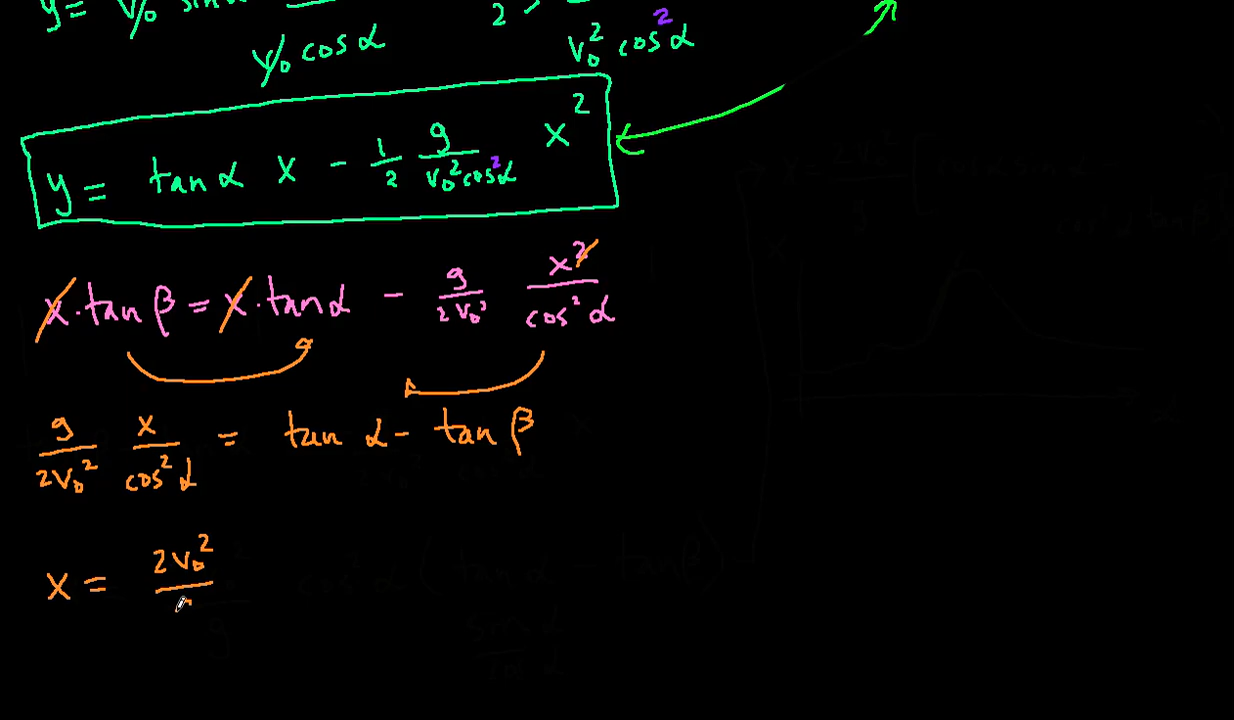 y = v₀ sin
v₀ cos α
2
v₀² cos² α
y = tan α x - 1/2 g/(v₀² cos² α) x²
x · tan β = x · tan α - g/(2v₀²) x²/(cos² α)
g/(2v₀²) x/(cos² α) = tan α - tan β
x = 2v₀²